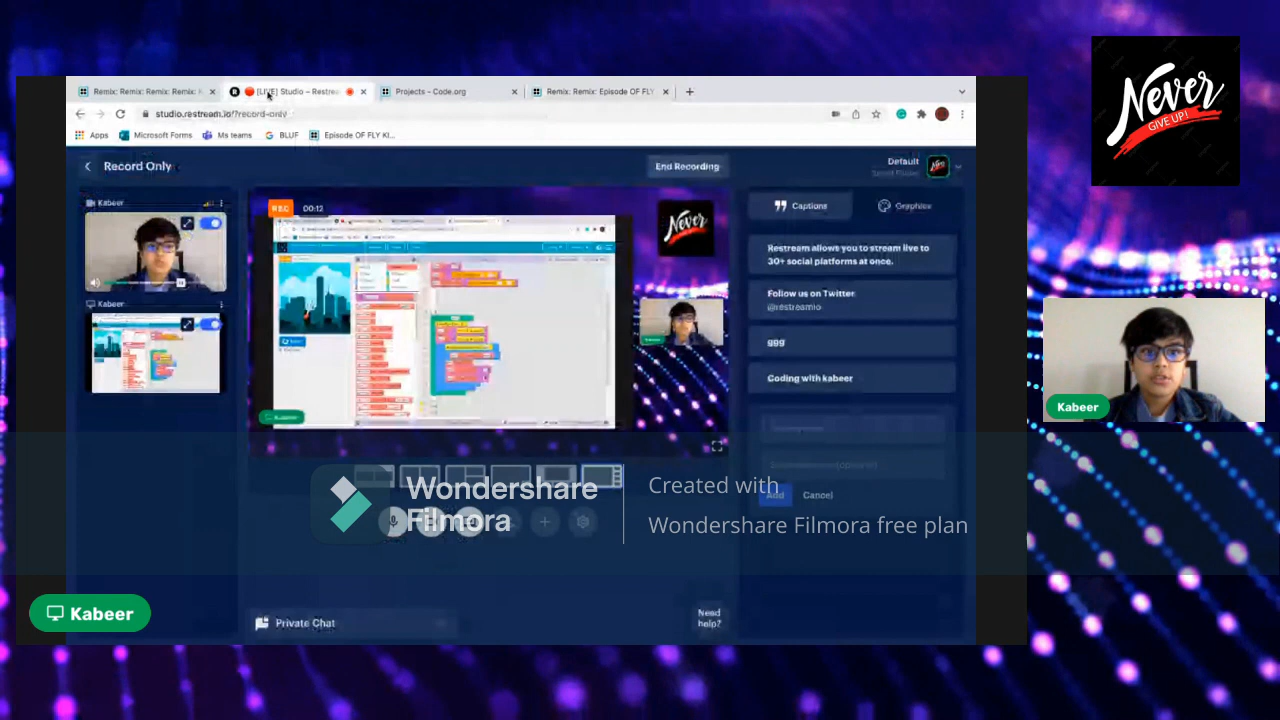 Never
GIVE UP!
Remix: Remix: Remix: Remix:
[LIVE] Studio – Restrea
Projects - Code.org
Remix: Remix: Episode OF FLY
studio.restream.io/?record-only
Apps
Microsoft Forms
Ms teams
BLUF
Episode OF FLY KI...
Record Only
End Recording
Default
Kabeer
REC
00:12
Never
Captions
Graphics
Restream allows you to stream live to
30+ social platforms at once.
Follow us on Twitter
@restreamio
ggg
Coding with kabeer
Kabeer
Kabeer
Wondershare
Filmora
Created with
Wondershare Filmora free plan
Add
Cancel
Kabeer
Private Chat
Need
help?